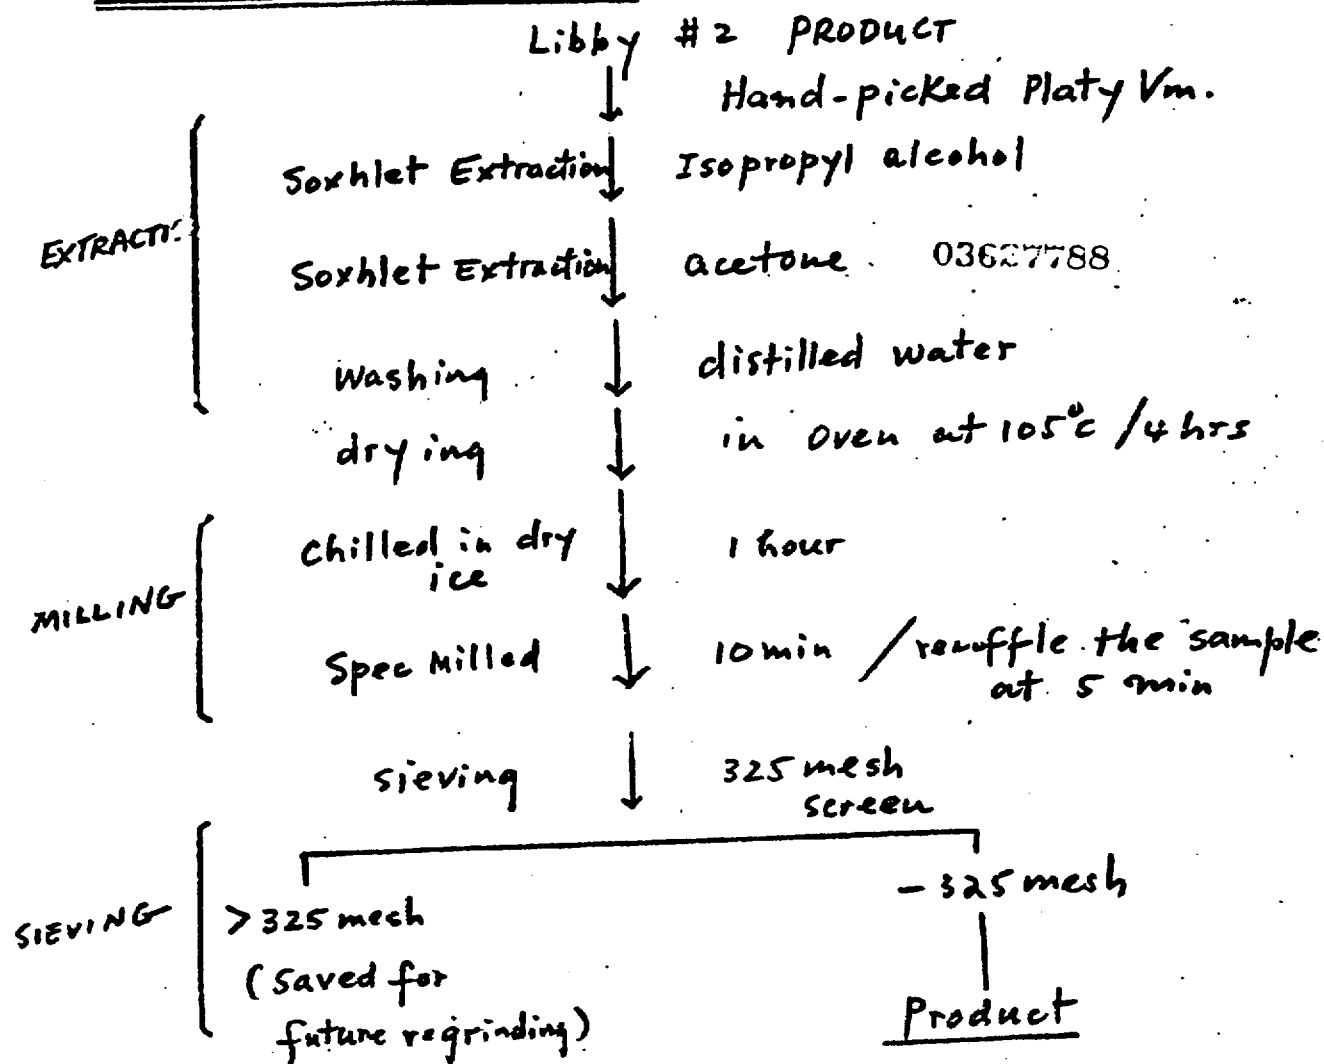 Libby #2 PRODUCT
Hand-picked Platy Vm.
Soxhlet Extraction Isopropyl alcohol
EXTRACTI
Soxhlet Extraction acetone 03627788
Washing distilled water
drying in oven at 105°c /4 hrs
Chilled in dry 1 hour
ice
MILLING
Spec Milled 10 min / the sample
at 5 min
sieving 325 mesh
screen
- 325 mesh
SIEVING > 325 mesh
(saved for
future regrinding)
Product